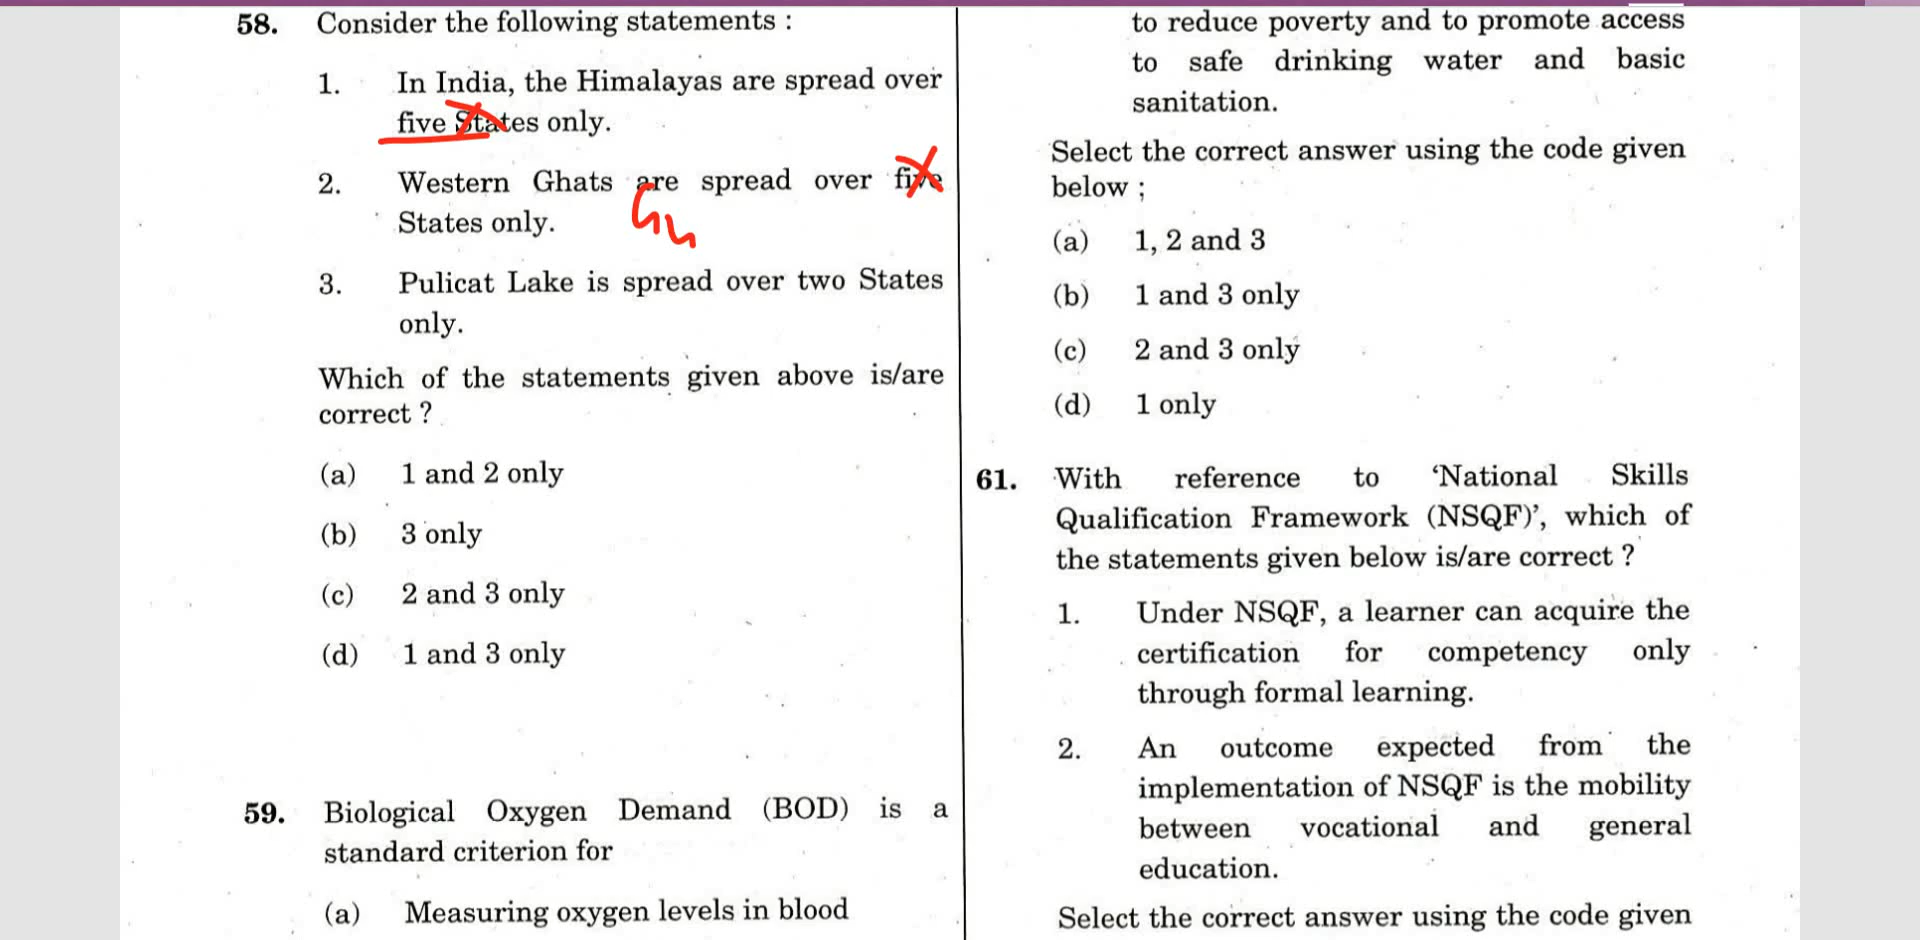 58. Consider the following statements :
1. In India, the Himalayas are spread over
five States only.
2. Western Ghats are spread over five
States only.
3. Pulicat Lake is spread over two States
only.
Which of the statements given above is/are
correct ?
(a) 1 and 2 only
(b) 3 only
(c) 2 and 3 only
(d) 1 and 3 only
59. Biological Oxygen Demand (BOD) is a
standard criterion for
(a) Measuring oxygen levels in blood
to reduce poverty and to promote access
to safe drinking water and basic
sanitation.
Select the correct answer using the code given
below ;
(a) 1, 2 and 3
(b) 1 and 3 only
(c) 2 and 3 only
(d) 1 only
61. With reference to ‘National Skills
Qualification Framework (NSQF)’, which of
the statements given below is/are correct ?
1. Under NSQF, a learner can acquire the
certification for competency only
through formal learning.
2. An outcome expected from the
implementation of NSQF is the mobility
between vocational and general
education.
Select the correct answer using the code given